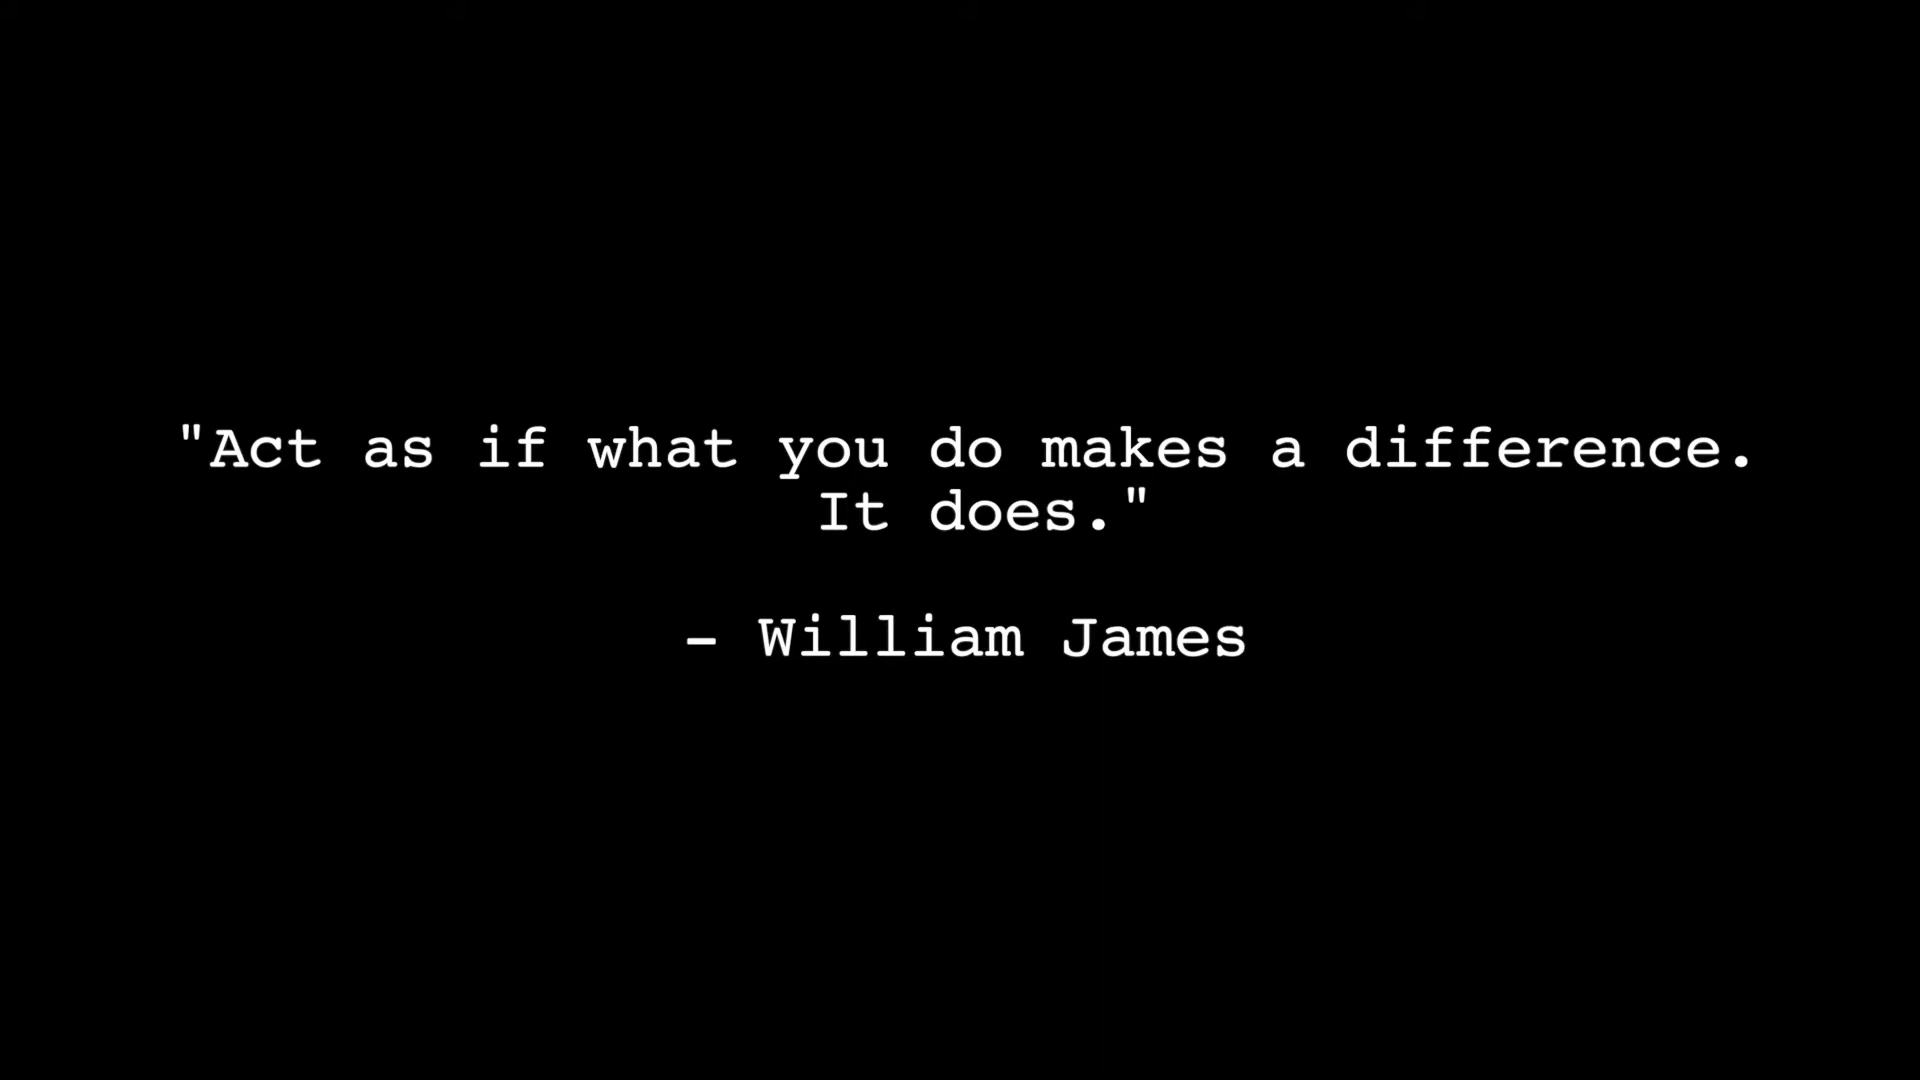 "Act as if what you do makes a difference.
It does."
- William James